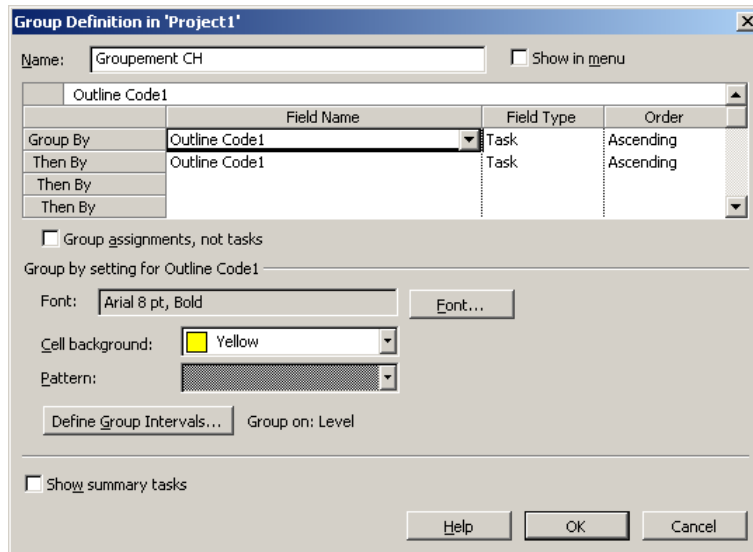 Group Definition in 'Project1'
Name: Groupement CH Show in menu
Outline Code1
Field Name Field Type Order
Group By Outline Code1 Task Ascending
Then By Outline Code1 Task Ascending
Then By
Then By
Group assignments, not tasks
Group by setting for Outline Code1
Font: Arial 8 pt, Bold Font...
Cell background: Yellow
Pattern:
Define Group Intervals... Group on: Level
Show summary tasks
Help OK Cancel